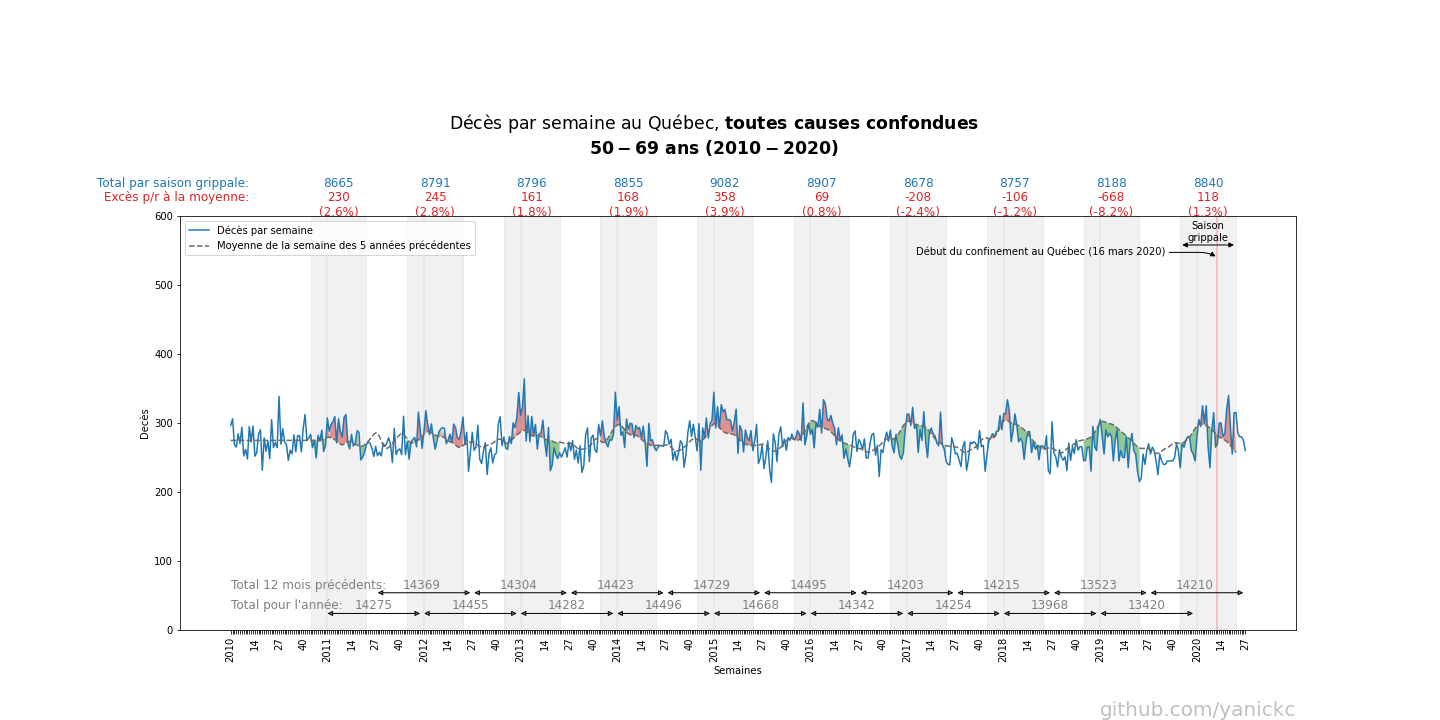 Décès par semaine au Québec, toutes causes confondues
50 – 69 ans (2010 – 2020)
Total par saison grippale: 8665 8791 8796 8855 9082 8907 8678 8757 8188 8840
Excès p/r à la moyenne: 230 245 161 168 358 69 -208 -106 -668 118
(2.6%) (2.8%) (1.8%) (1.9%) (3.9%) (0.8%) (-2.4%) (-1.2%) (-8.2%) (1.3%)
600
Décès par semaine
Moyenne de la semaine des 5 années précédentes
Saison
grippale
Début du confinement au Québec (16 mars 2020)
500
400
300
200
100
0
Décès
Total 12 mois précédents: 14369 14304 14423 14729 14495 14203 14215 13523 14210
Total pour l'année: 14275 14455 14282 14496 14668 14342 14254 13968 13420
2010 14 27 40 2011 14 27 40 2012 14 27 40 2013 14 27 40 2014 14 27 40 2015 14 27 40 2016 14 27 40 2017 14 27 40 2018 14 27 40 2019 14 27 40 2020 14 27
Semaines
github.com/yanickc